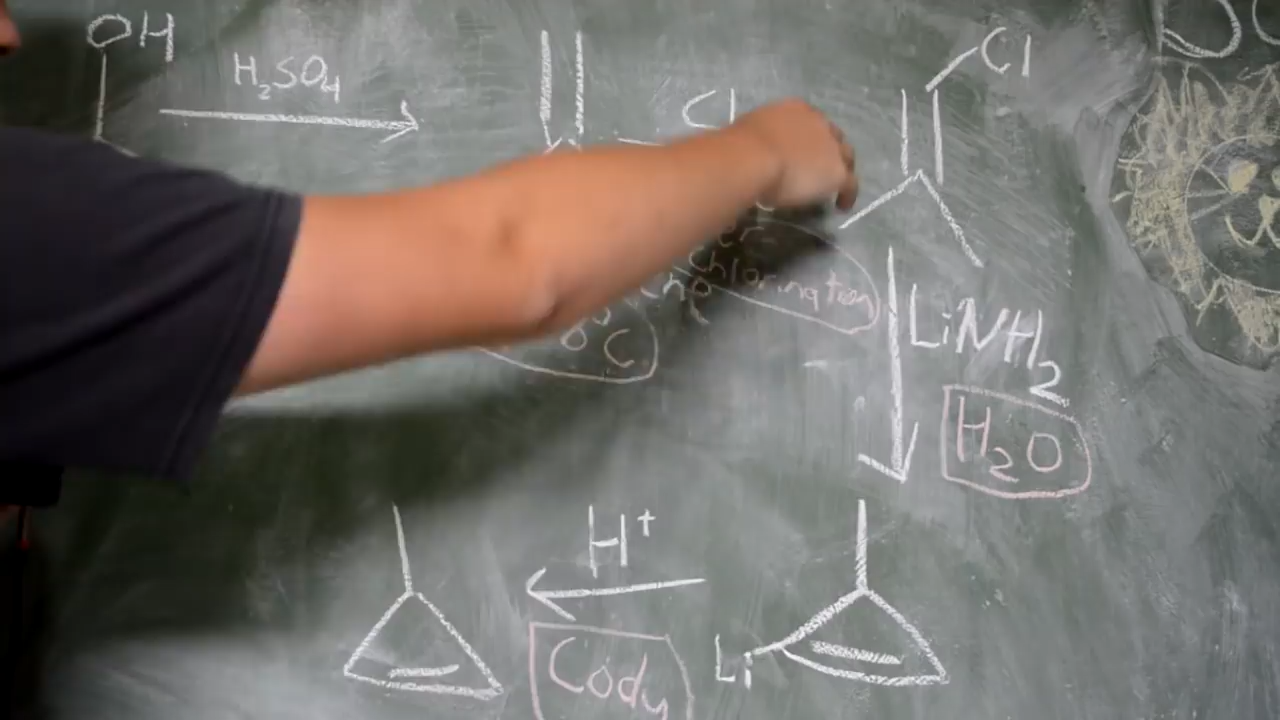 OH
H₂SO₄
Cl
Cl
chlorination
°C
LiNH₂
H₂O
H⁺
Cody
Li